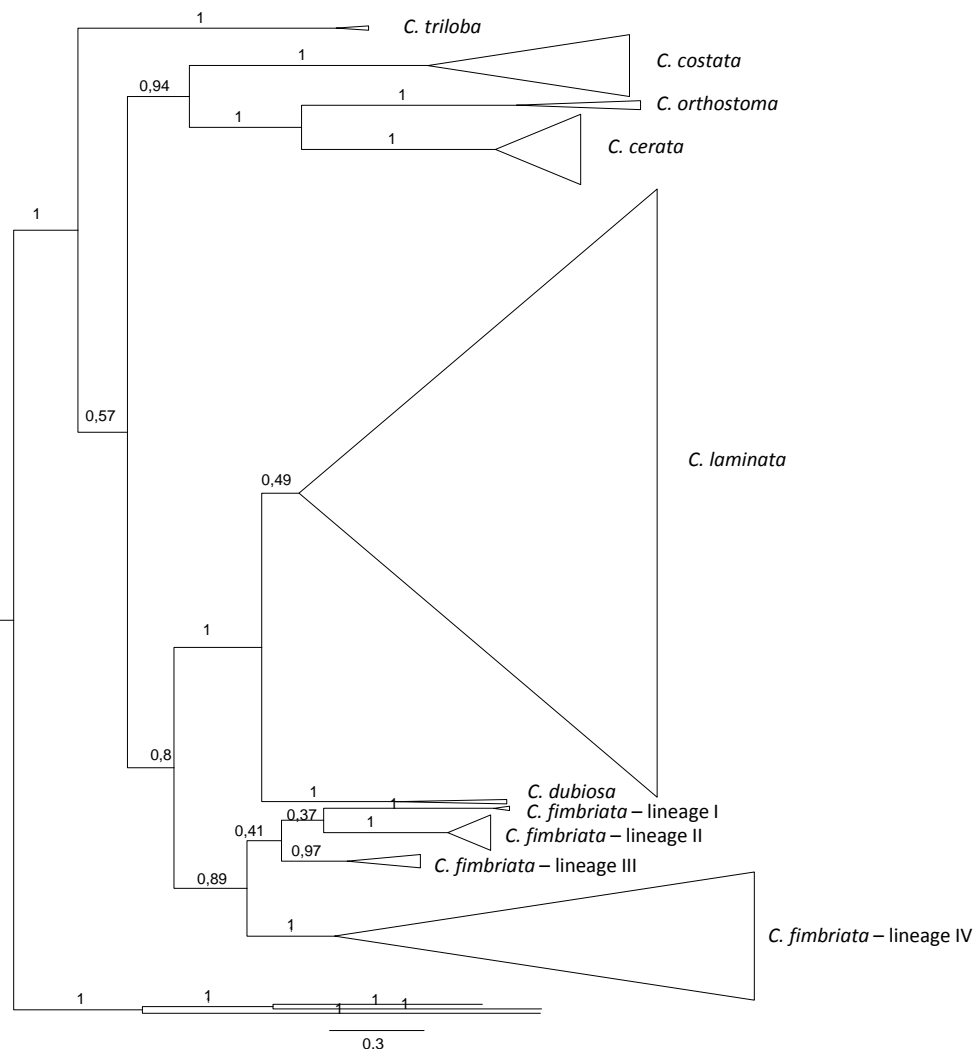 1
C. triloba
1
C. costata
0,94
1
C. orthostoma
1
1
C. cerata
1
0,57
C. laminata
0,49
1
0,8
1
C. dubiosa
1
C. fimbriata – lineage I
0,37
1
C. fimbriata – lineage II
0,41
0,97
C. fimbriata – lineage III
0,89
1
C. fimbriata – lineage IV
1
1
1
1
1
0.3